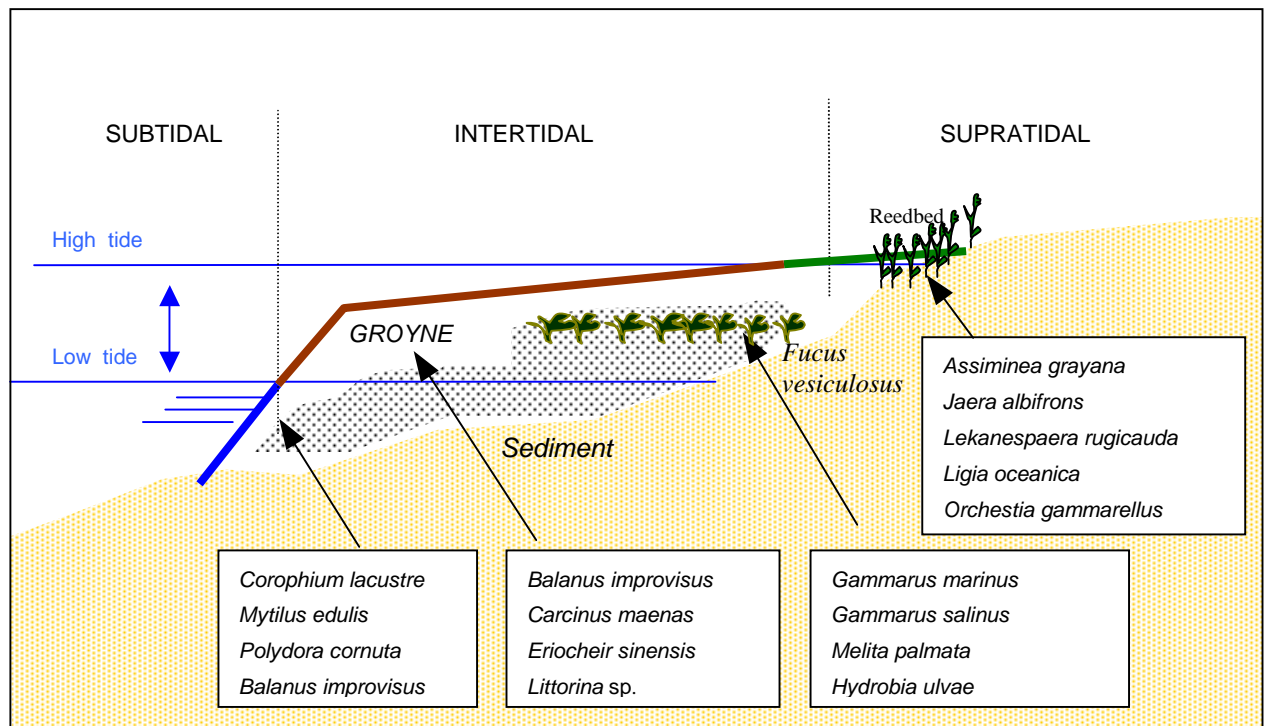 SUBTIDAL
INTERTIDAL
SUPRATIDAL
Reedbed
High tide
GROYNE
Low tide
Fucus
vesiculosus
Sediment
Assiminea grayana
Jaera albifrons
Lekanespaera rugicauda
Ligia oceanica
Orchestia gammarellus
Corophium lacustre
Mytilus edulis
Polydora cornuta
Balanus improvisus
Balanus improvisus
Carcinus maenas
Eriocheir sinensis
Littorina sp.
Gammarus marinus
Gammarus salinus
Melita palmata
Hydrobia ulvae